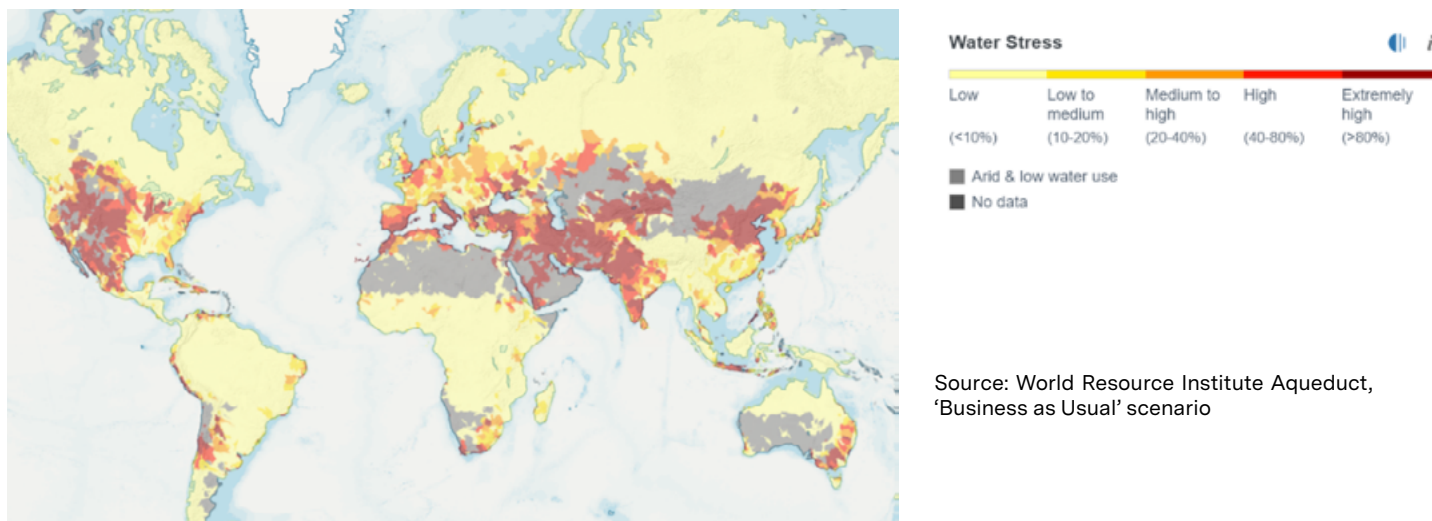 Water Stress
Low
Low to
medium
Medium to
high
High
Extremely
high
(<10%)
(10-20%)
(20-40%)
(40-80%)
(>80%)
Arid & low water use
No data
Source: World Resource Institute Aqueduct,
‘Business as Usual’ scenario